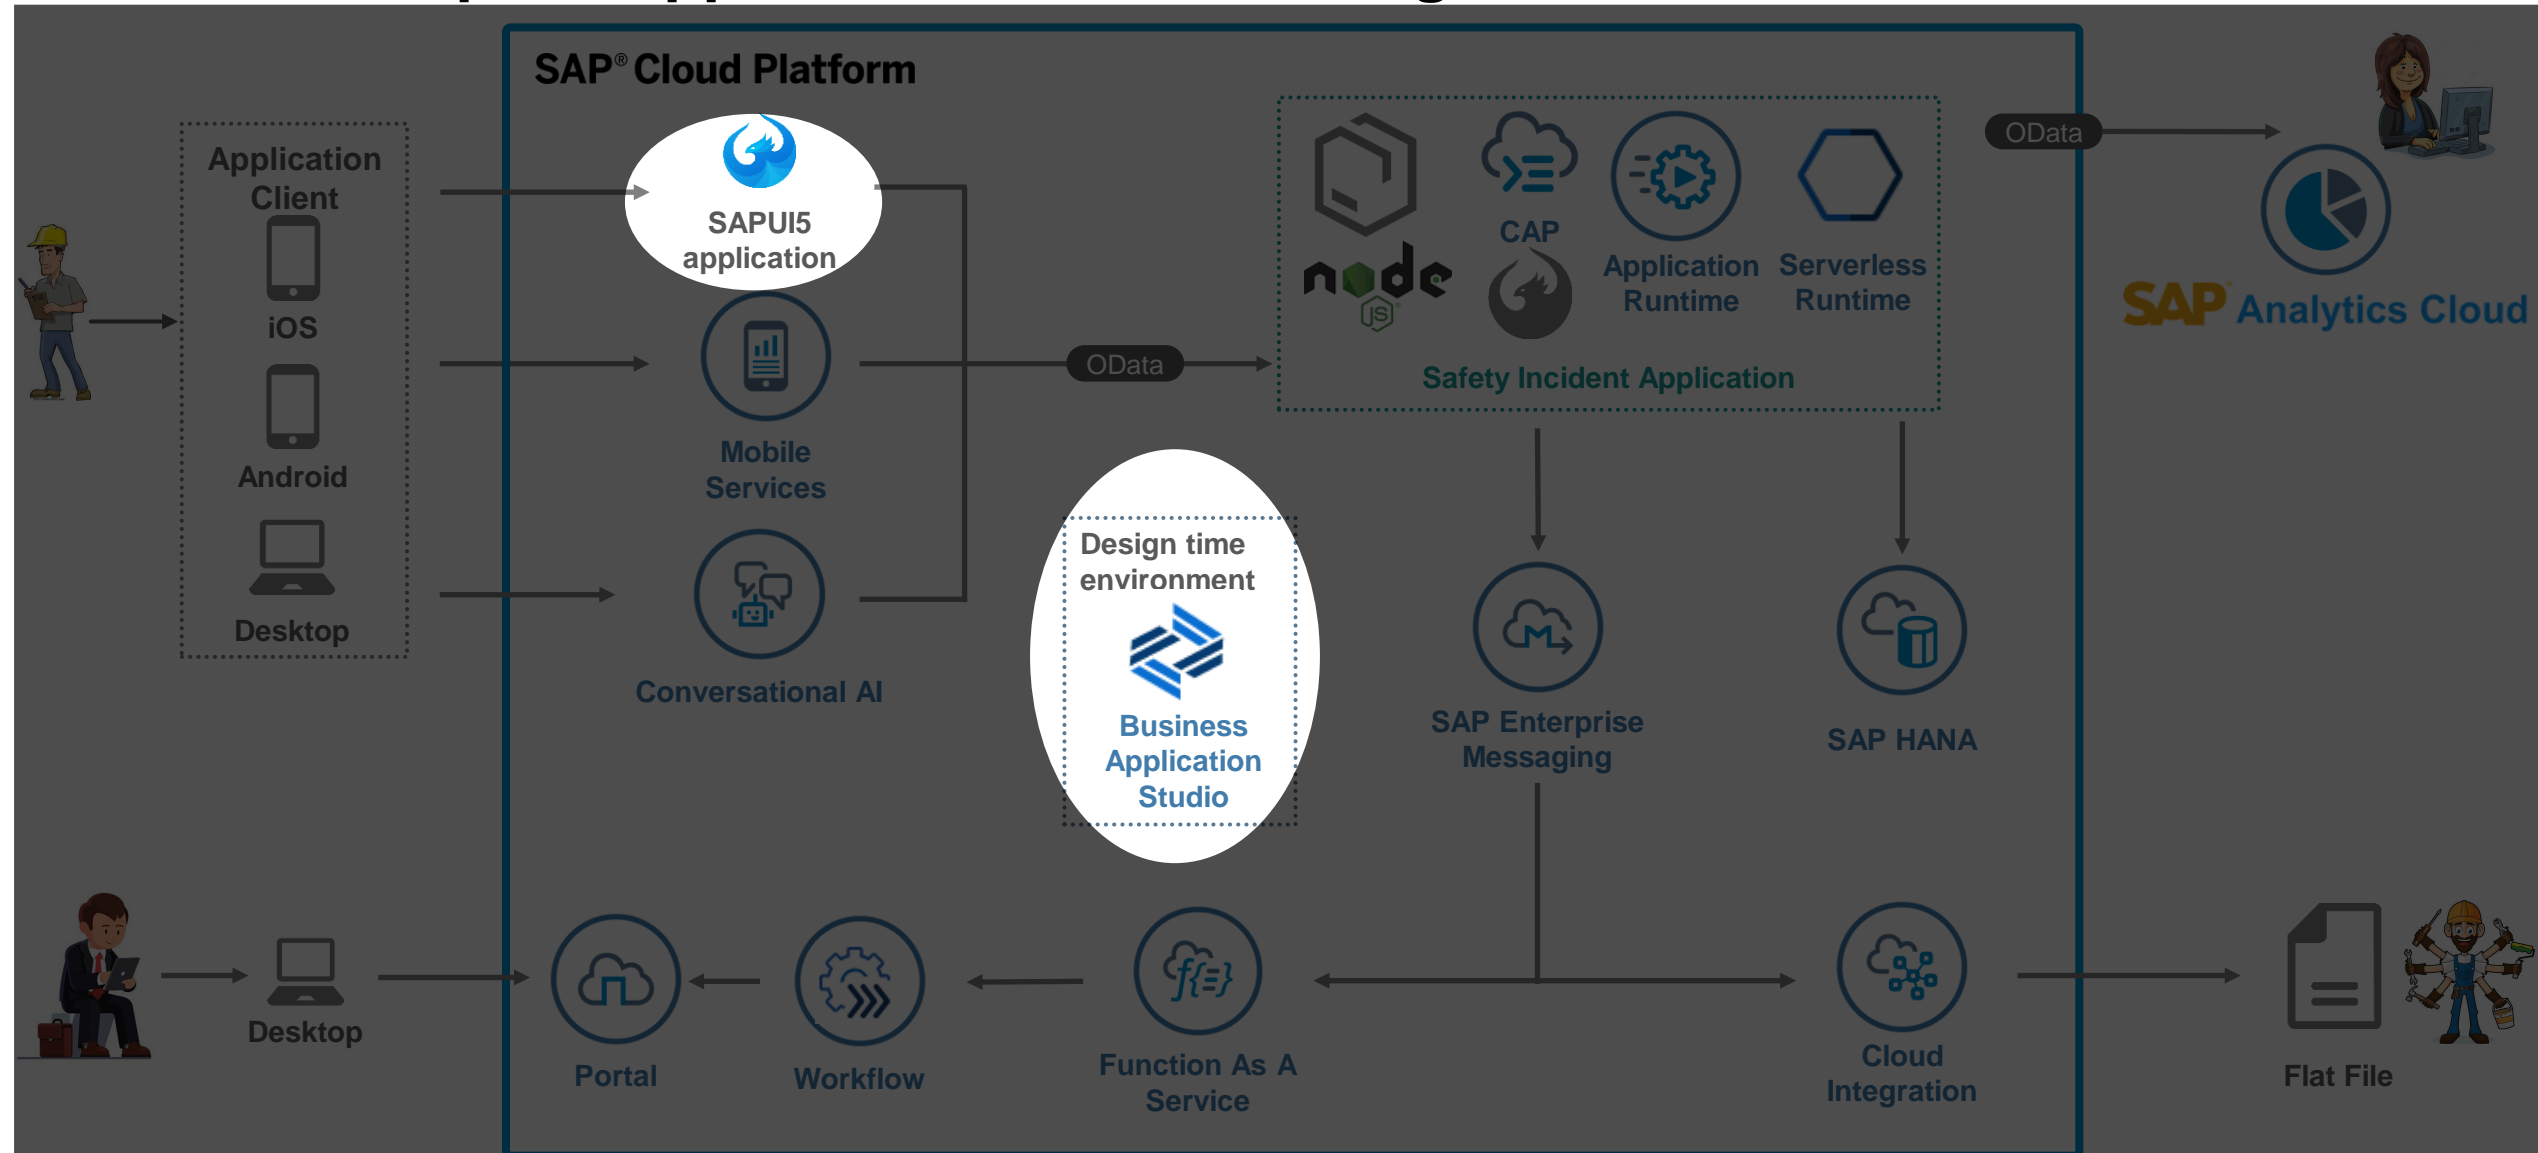 SAP® Cloud Platform
Application
Client
iOS
Android
Desktop
SAPUI5
application
Mobile
Services
Conversational AI
OData
CAP
node
JS
Application
Runtime
Serverless
Runtime
Safety Incident Application
OData
SAP Analytics Cloud
Design time
environment
Business
Application
Studio
SAP Enterprise
Messaging
SAP HANA
Desktop
Portal
Workflow
f{=}
Function As A
Service
Cloud
Integration
Flat File